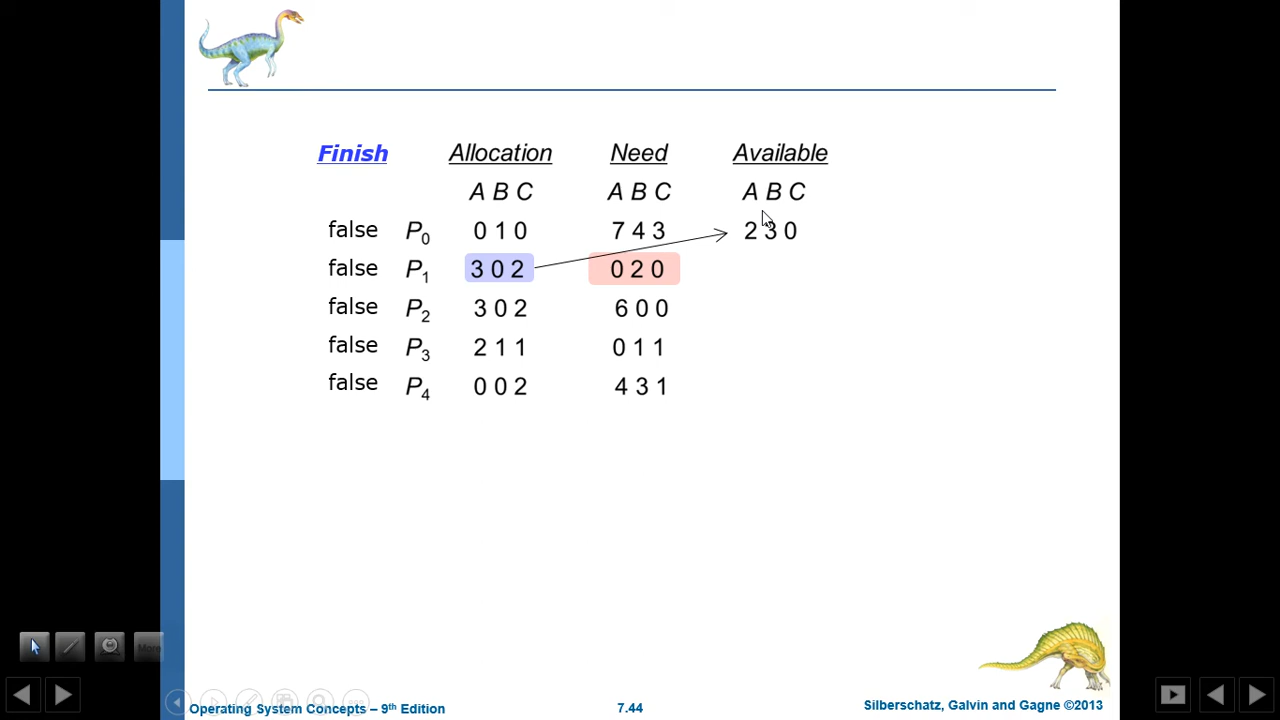 Finish Allocation Need Available
A B C A B C A B C
false P0 0 1 0 7 4 3 2 3 0
false P1 3 0 2 0 2 0
false P2 3 0 2 6 0 0
false P3 2 1 1 0 1 1
false P4 0 0 2 4 3 1
More
Operating System Concepts – 9th Edition 7.44 Silberschatz, Galvin and Gagne ©2013